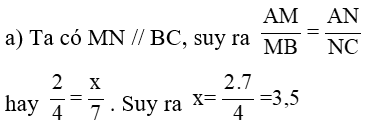 a) Ta có MN // BC, suy ra AM/MB = AN/NC
hay 2/4 = x/7 . Suy ra x= 2.7/4 =3,5